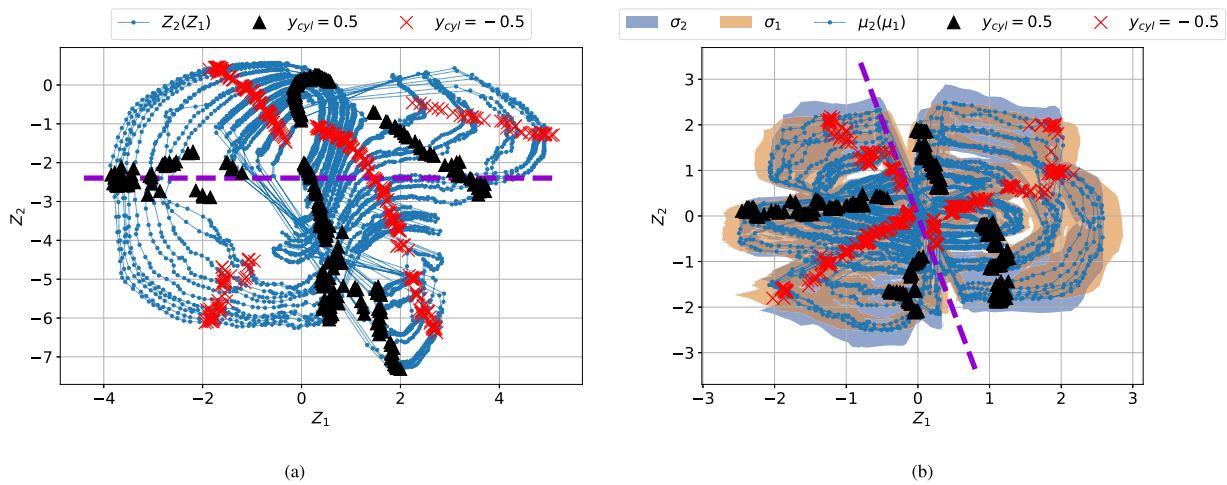 Z₂(Z₁) y_cyl = 0.5 y_cyl = −0.5
0
−1
−2
−3
−4
−5
−6
−7
Z₂
−4 −2 0 2 4
Z₁
(a)
σ₂ σ₁ μ₂(μ₁) y_cyl = 0.5 y_cyl = −0.5
3
2
1
0
−1
−2
−3
Z₂
−3 −2 −1 0 1 2 3
Z₁
(b)